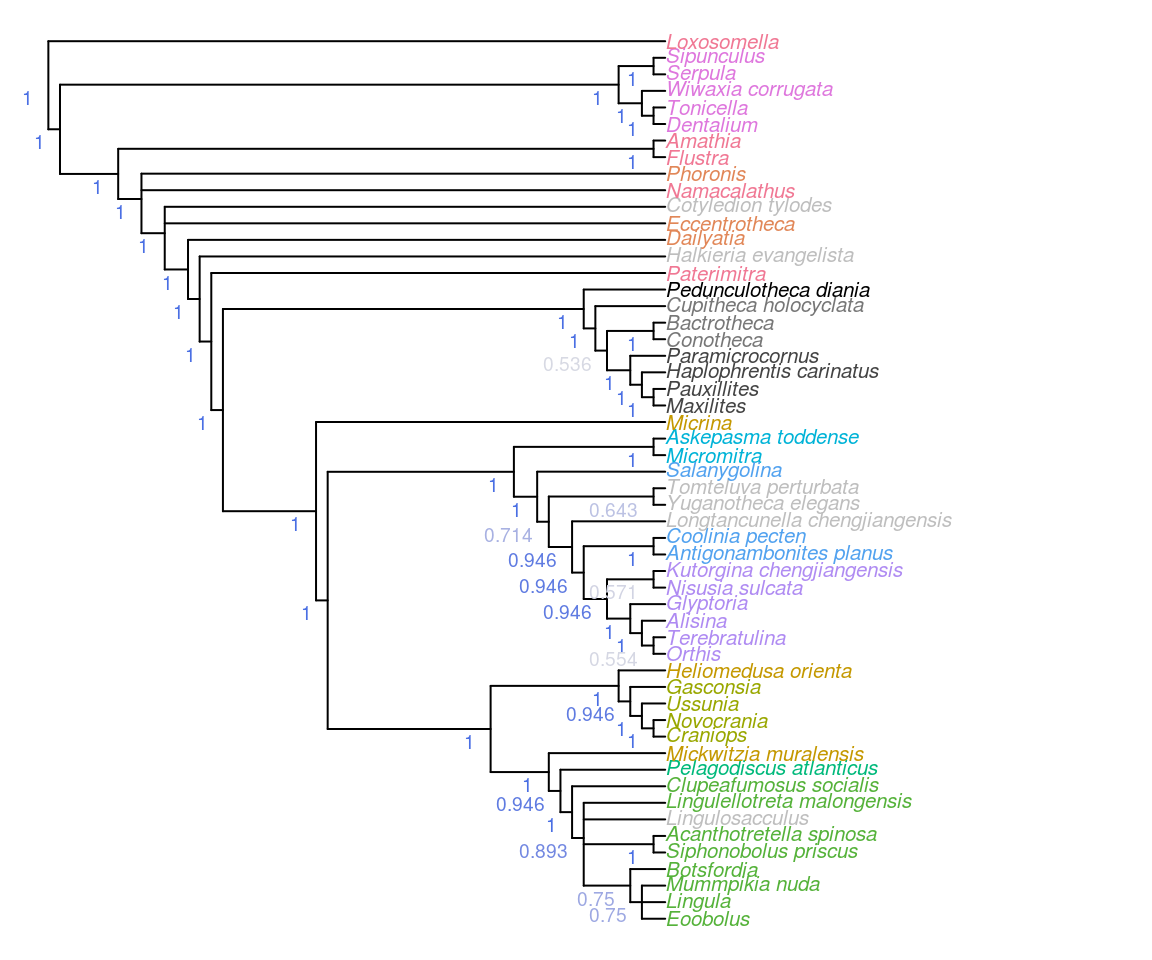 Loxosomella
Sipunculus
Serpula
1
Wiwaxia corrugata
1
1
Tonicella
1
Dentalium
1
1
Amathia
Flustra
1
Phoronis
1
Namacalathus
Cotyledion tylodes
1
Eccentrotheca
Dailyatia
1
Halkieria evangelista
Paterimitra
1
Pedunculotheca diania
Cupitheca holocyclata
1
Bactrotheca
1
Conotheca
1
1
Paramicrocornus
1
0.536
Haplophrentis carinatus
1
Pauxillites
1
Maxilites
1
Micrina
1
Askepasma toddense
Micromitra
1
Salanygolina
1
Tomteluva perturbata
Yuganotheca elegans
1
0.643
Longtancunella chengjiangensis
1
Coolinia pecten
0.714
Antigonambonites planus
1
0.946
Kutorgina chengjiangensis
0.946
Nisusia sulcata
0.571
Glyptoria
0.946
1
Alisina
1
Terebratulina
1
Orthis
0.554
Heliomedusa orienta
Gasconsia
1
Ussunia
0.946
Novocrania
1
Craniops
1
1
Mickwitzia muralensis
Pelagodiscus atlanticus
1
Clupeafumosus socialis
0.946
Lingulellotreta malongensis
Lingulosacculus
1
Acanthotretella spinosa
0.893
Siphonobolus priscus
1
Botsfordia
Mummpikia nuda
0.75
Lingula
0.75
Eoobolus